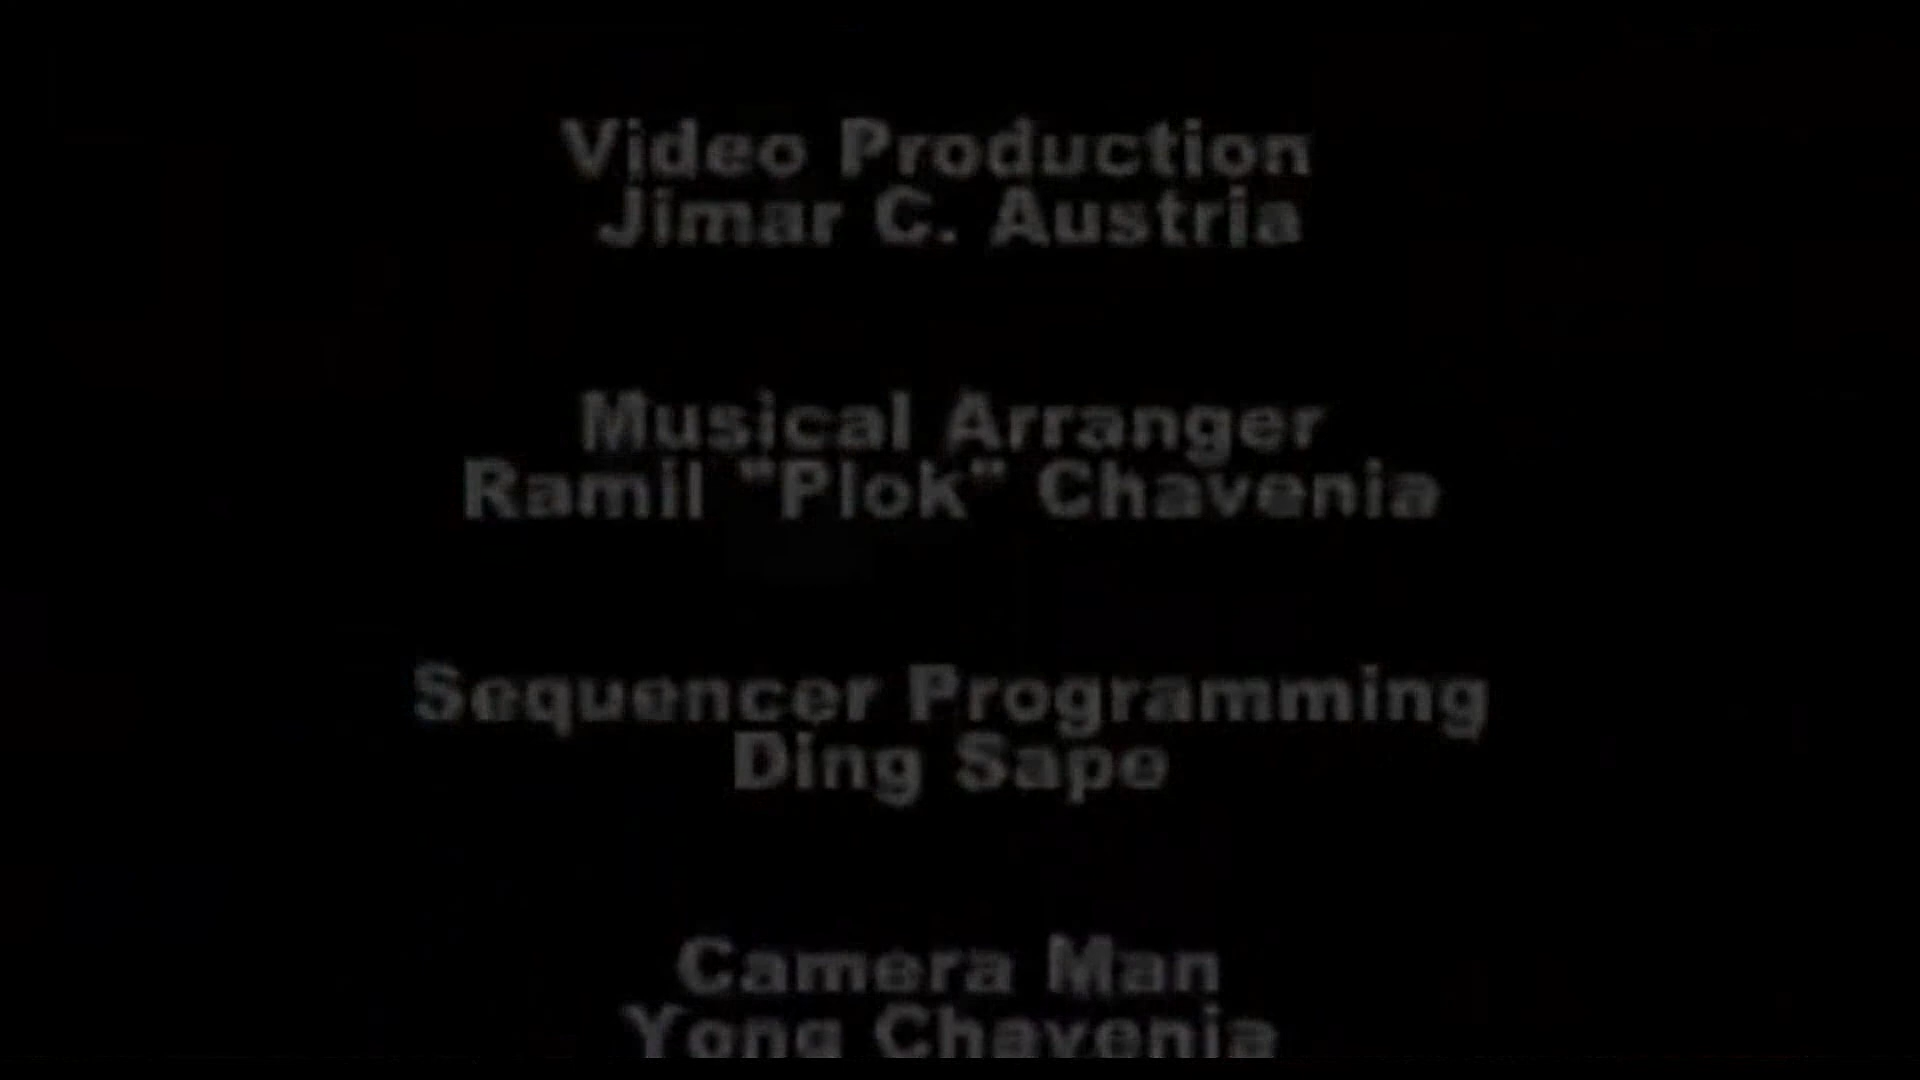 Video Production
Jimar C. Austria
Musical Arranger
Ramil "Plok" Chavenia
Sequencer Programming
Ding Sape
Camera Man
Yong Chavenia